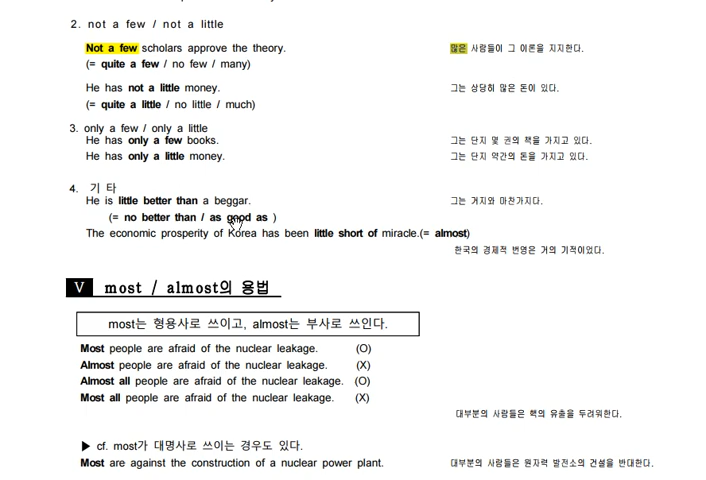 2. not a few / not a little
Not a few scholars approve the theory. 많은 사람들이 그 이론을 지지한다.
(= quite a few / no few / many)
He has not a little money. 그는 상당히 많은 돈이 있다.
(= quite a little / no little / much)
3. only a few / only a little
He has only a few books. 그는 단지 몇 권의 책을 가지고 있다.
He has only a little money. 그는 단지 약간의 돈을 가지고 있다.
4. 기 타
He is little better than a beggar. 그는 거지와 마찬가지다.
(= no better than / as good as )
The economic prosperity of Korea has been little short of miracle.(= almost)
한국의 경제적 번영은 거의 기적이었다.
V most / almost의 용법
most는 형용사로 쓰이고, almost는 부사로 쓰인다.
Most people are afraid of the nuclear leakage. (O)
Almost people are afraid of the nuclear leakage. (X)
Almost all people are afraid of the nuclear leakage. (O)
Most all people are afraid of the nuclear leakage. (X)
대부분의 사람들은 핵의 유출을 두려워한다.
▶ cf. most가 대명사로 쓰이는 경우도 있다.
Most are against the construction of a nuclear power plant. 대부분의 사람들은 원자력 발전소의 건설을 반대한다.